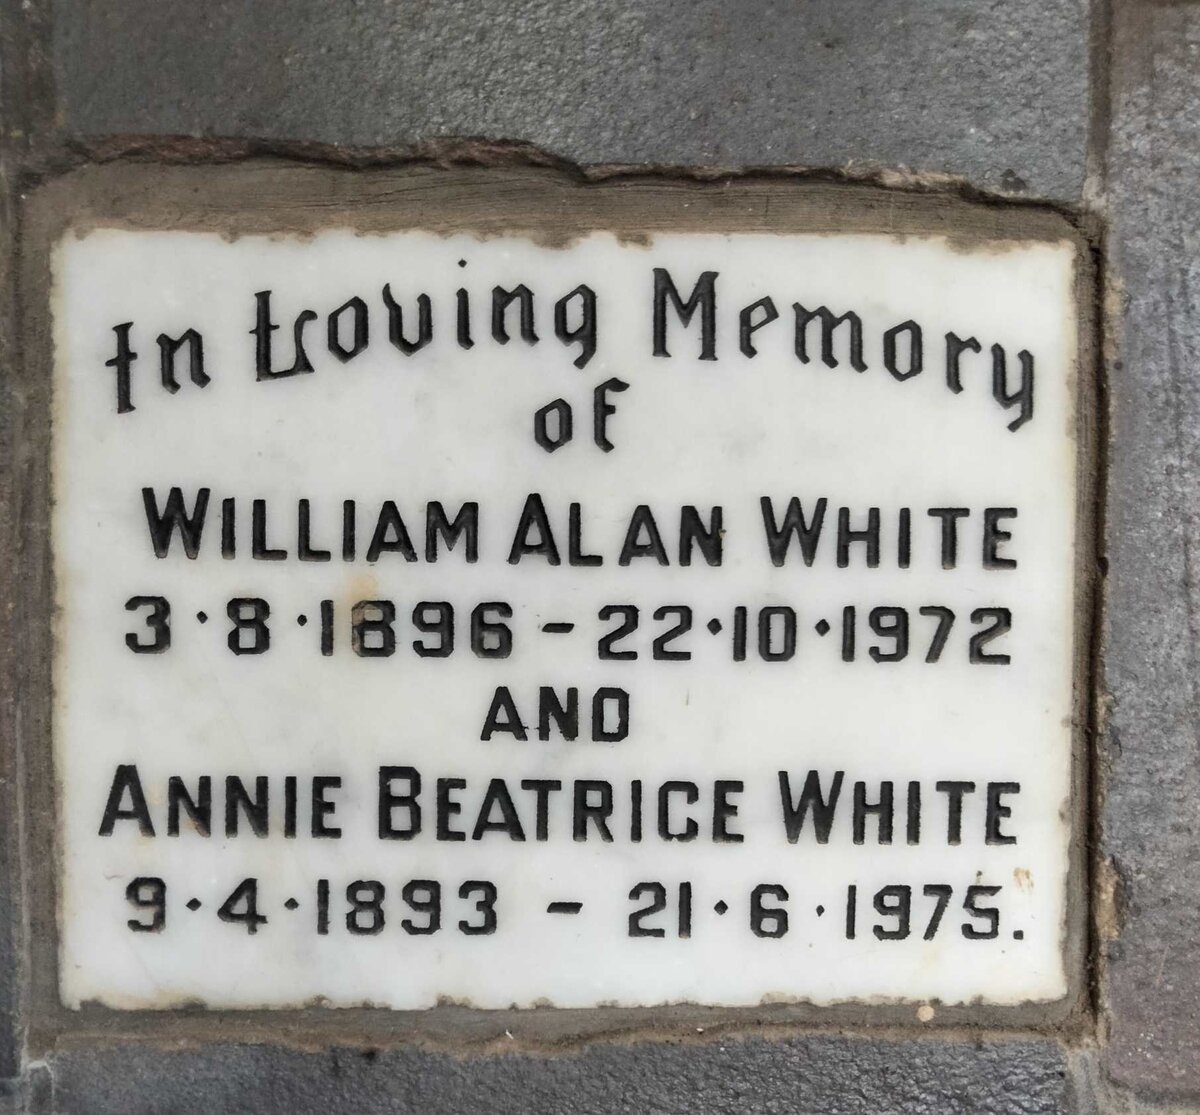 In Loving Memory
of
WILLIAM ALAN WHITE
3·8·1896 – 22·10·1972
AND
ANNIE BEATRICE WHITE
9·4·1893 – 21·6·1975.